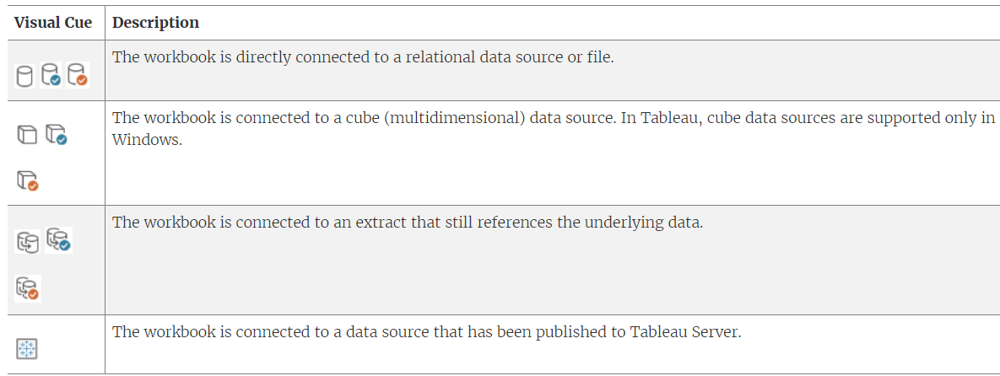 Visual Cue Description
The workbook is directly connected to a relational data source or file.
The workbook is connected to a cube (multidimensional) data source. In Tableau, cube data sources are supported only in
Windows.
The workbook is connected to an extract that still references the underlying data.
The workbook is connected to a data source that has been published to Tableau Server.